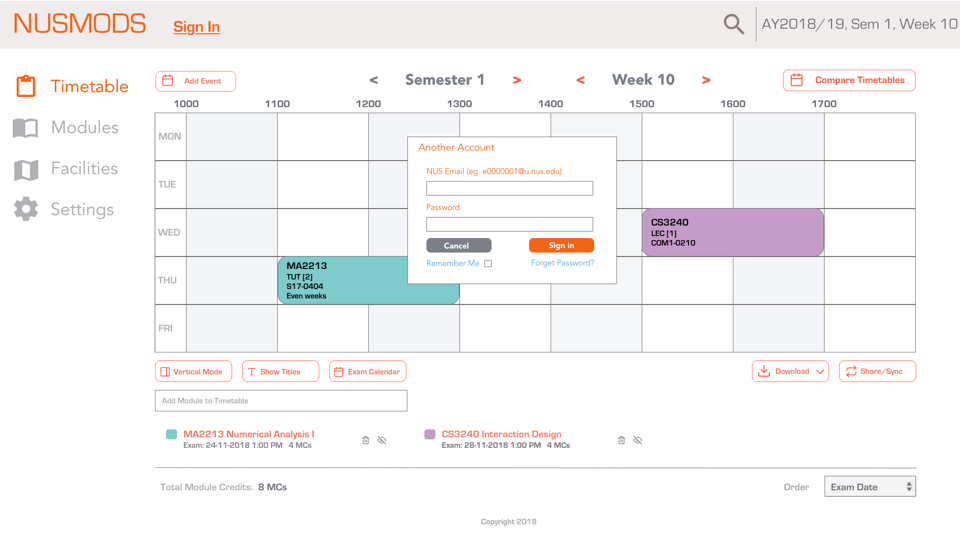 NUSMODS
Sign In
AY2018/19, Sem 1, Week 10
Timetable
Modules
Facilities
Settings
Add Event
< Semester 1 >
< Week 10 >
Compare Timetables
1000 1100 1200 1300 1400 1500 1600 1700
MON
TUE
WED
THU
FRI
Another Account
NUS Email (eg. e0000001@u.nus.edu)
Password
Cancel
Sign in
Remember Me
Forget Password?
CS3240
LEC [1]
COM1-0210
MA2213
TUT [2]
S17-0404
Even weeks
Vertical Mode
Show Titles
Exam Calendar
Download
Share/Sync
Add Module to Timetable
MA2213 Numerical Analysis I
Exam: 24-11-2018 1:00 PM 4 MCs
CS3240 Interaction Design
Exam: 28-11-2018 1:00 PM 4 MCs
Total Module Credits: 8 MCs
Order
Exam Date
Copyright 2018